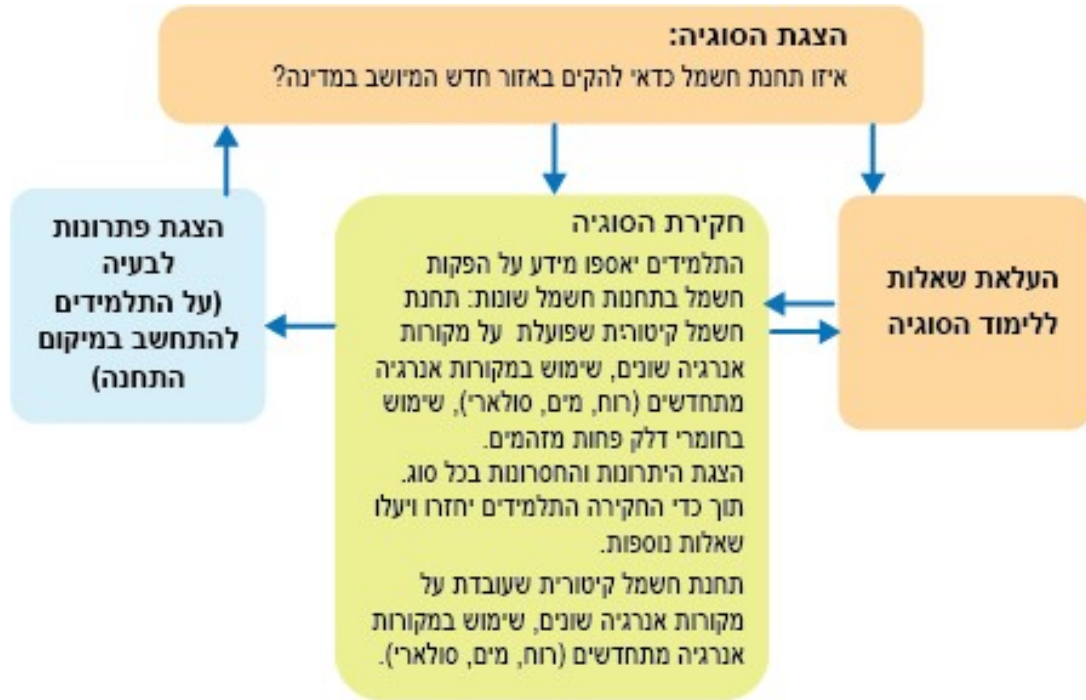 הצגת הסוגיה:
איזו תחנת חשמל כדאי להקים באזור חדש המיושב במדינה?
העלאת שאלות
ללימוד הסוגיה
חקירת הסוגיה
התלמידים יאספו מידע על הפקות
חשמל בתחנות חשמל שונות: תחנת
חשמל קיטורית שפועלת על מקורות
אנרגיה שונים, שימוש במקורות אנרגיה
מתחדשים (רוח, מים, סולארי), שימוש
בחומרי דלק פחות מזהמים.
הצגת היתרונות והחסרונות בכל סוג.
תוך כדי החקירה התלמידים יחזרו ויעלו
שאלות נוספות.
תחנת חשמל קיטורית שעובדת על
מקורות אנרגיה שונים, שימוש במקורות
אנרגיה מתחדשים (רוח, מים, סולארי).
הצגת פתרונות
לבעיה
(על התלמידים
להתחשב במיקום
התחנה)